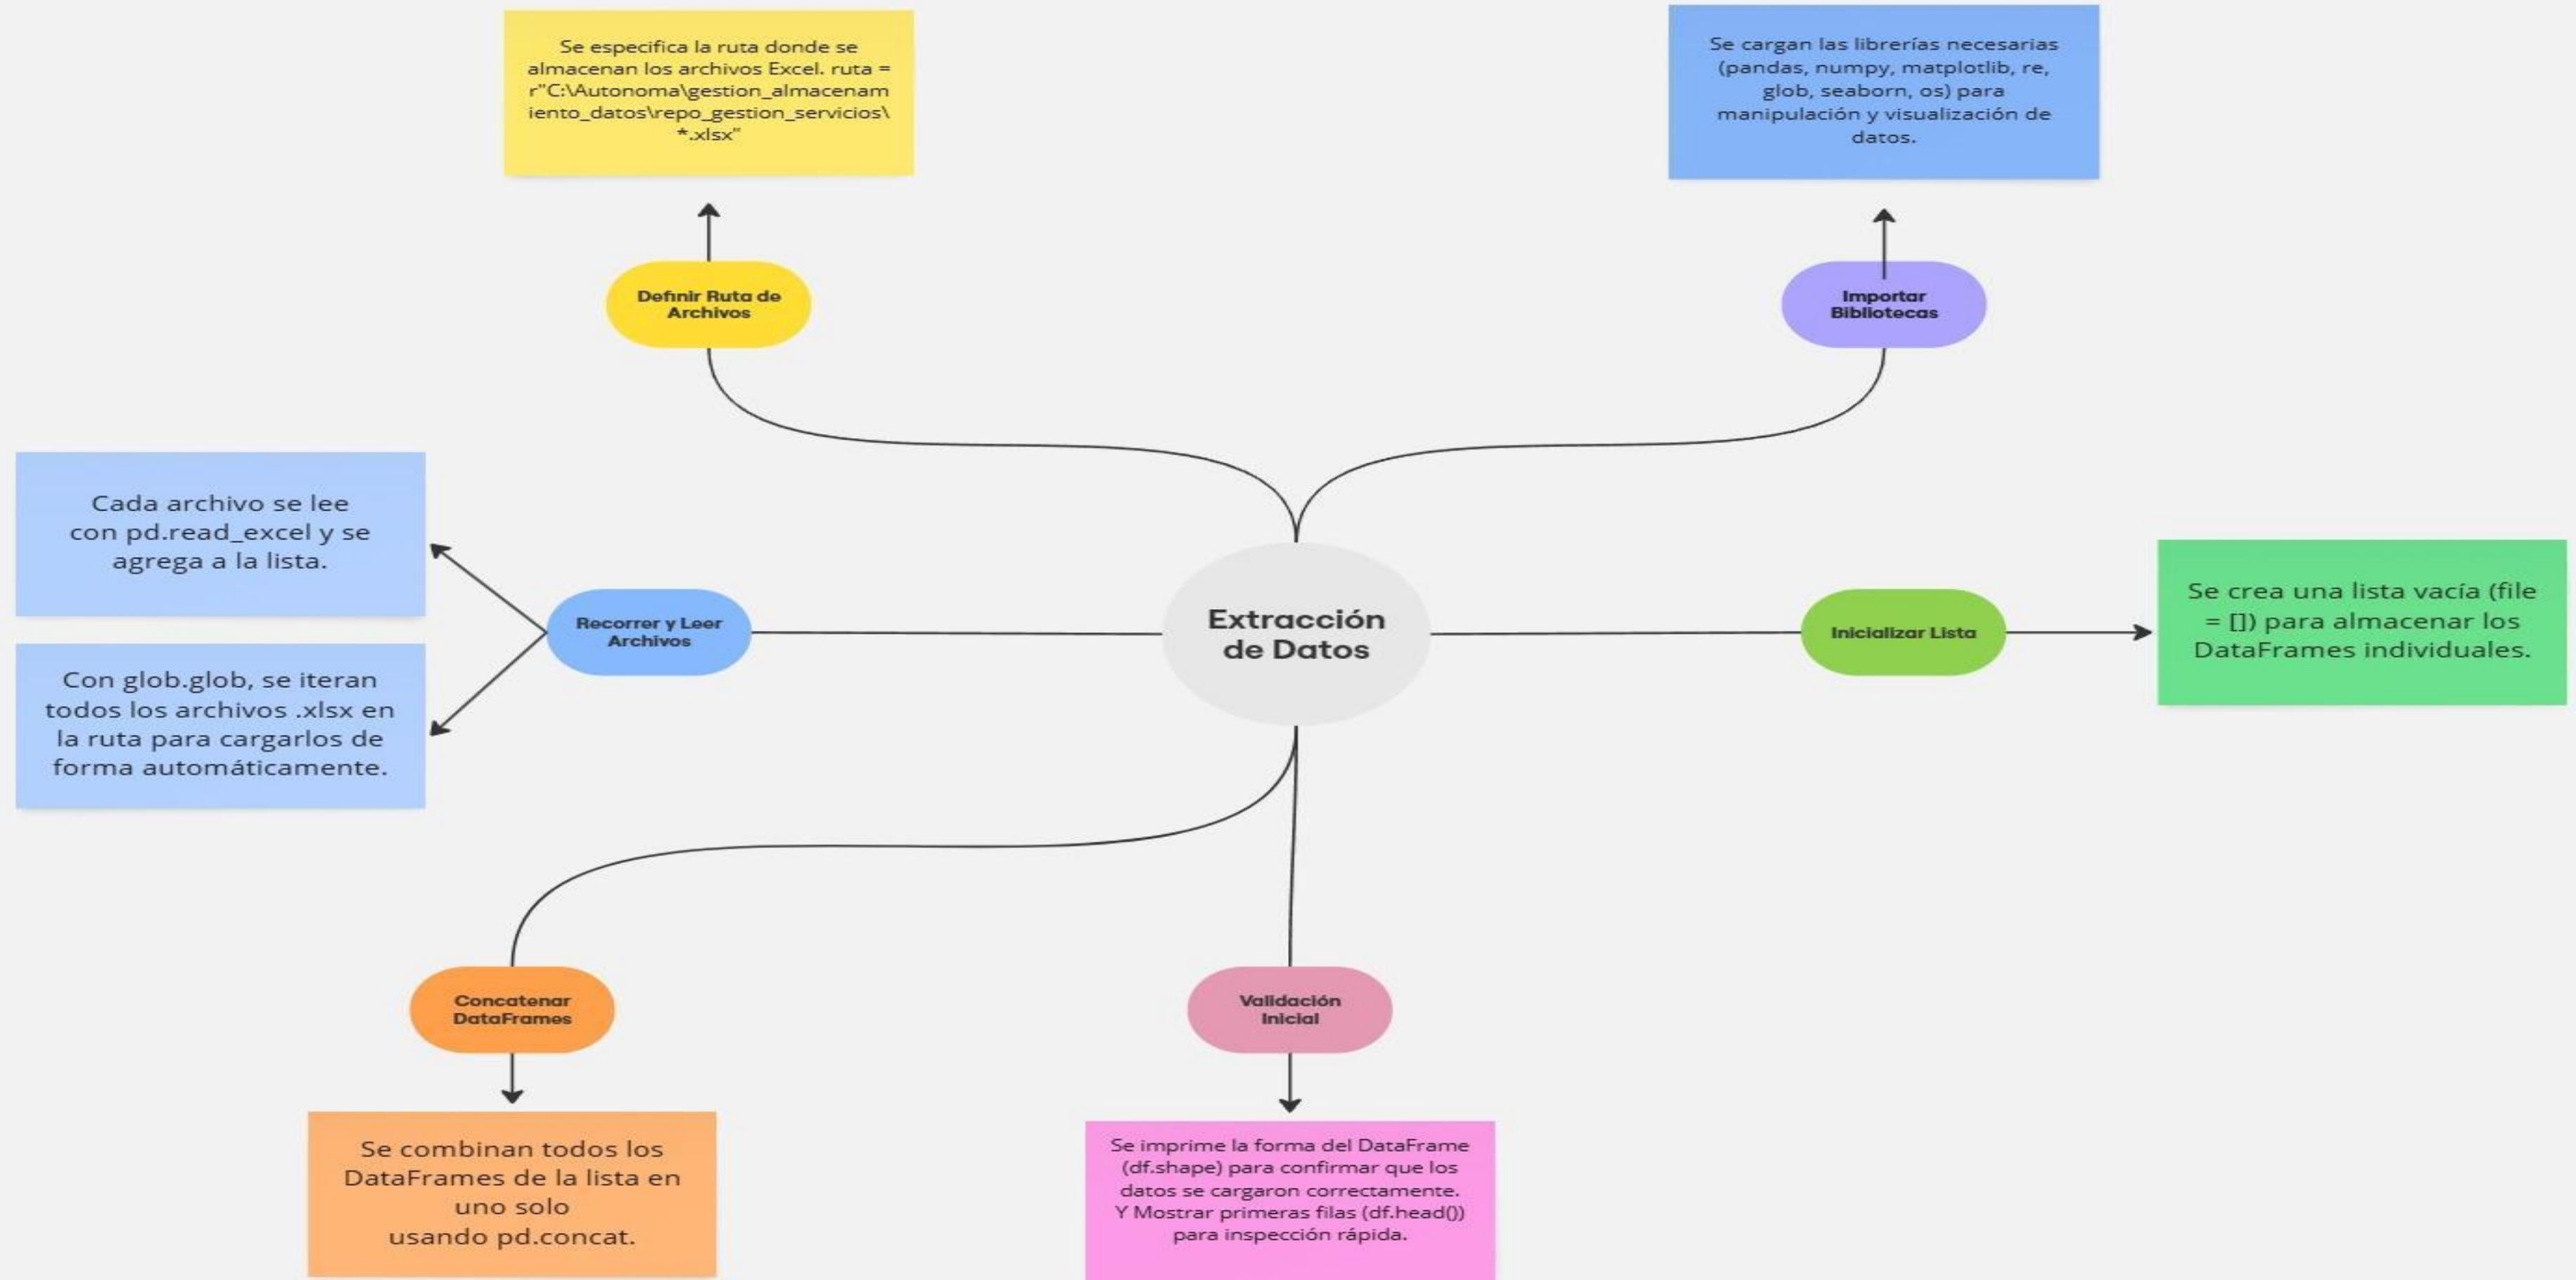 Se especifica la ruta donde se
almacenan los archivos Excel. ruta =
r"C:\Autonoma\gestion_almacenam
iento_datos\repo_gestion_servicios\
*.xlsx"
Se cargan las librerías necesarias
(pandas, numpy, matplotlib, re,
glob, seaborn, os) para
manipulación y visualización de
datos.
Definir Ruta de
Archivos
Importar
Bibliotecas
Cada archivo se lee
con pd.read_excel y se
agrega a la lista.
Con glob.glob, se iteran
todos los archivos .xlsx en
la ruta para cargarlos de
forma automáticamente.
Recorrer y Leer
Archivos
Extracción
de Datos
Inicializar Lista
Se crea una lista vacía (file
= []) para almacenar los
DataFrames individuales.
Concatenar
DataFrames
Validación
Inicial
Se combinan todos los
DataFrames de la lista en
uno solo
usando pd.concat.
Se imprime la forma del DataFrame
(df.shape) para confirmar que los
datos se cargaron correctamente.
Y Mostrar primeras filas (df.head())
para inspección rápida.